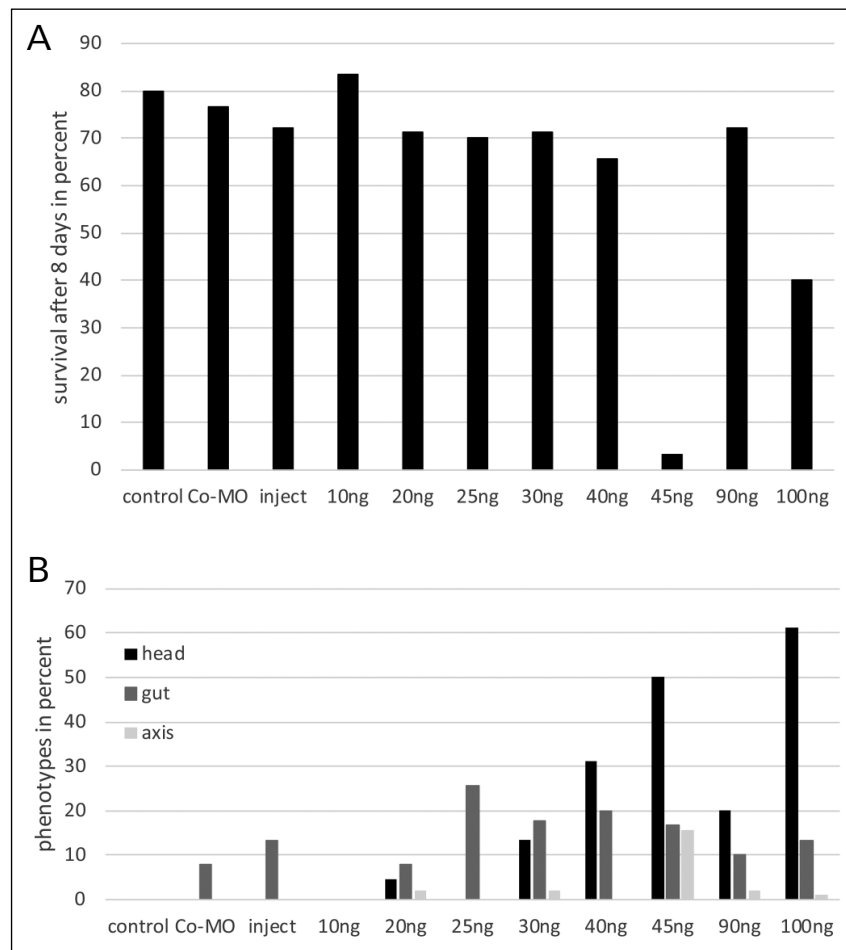 A
survival after 8 days in percent
90
80
70
60
50
40
30
20
10
0
control Co-MO inject 10ng 20ng 25ng 30ng 40ng 45ng 90ng 100ng
B
phenotypes in percent
70
60
50
40
30
20
10
0
head
gut
axis
control Co-MO inject 10ng 20ng 25ng 30ng 40ng 45ng 90ng 100ng